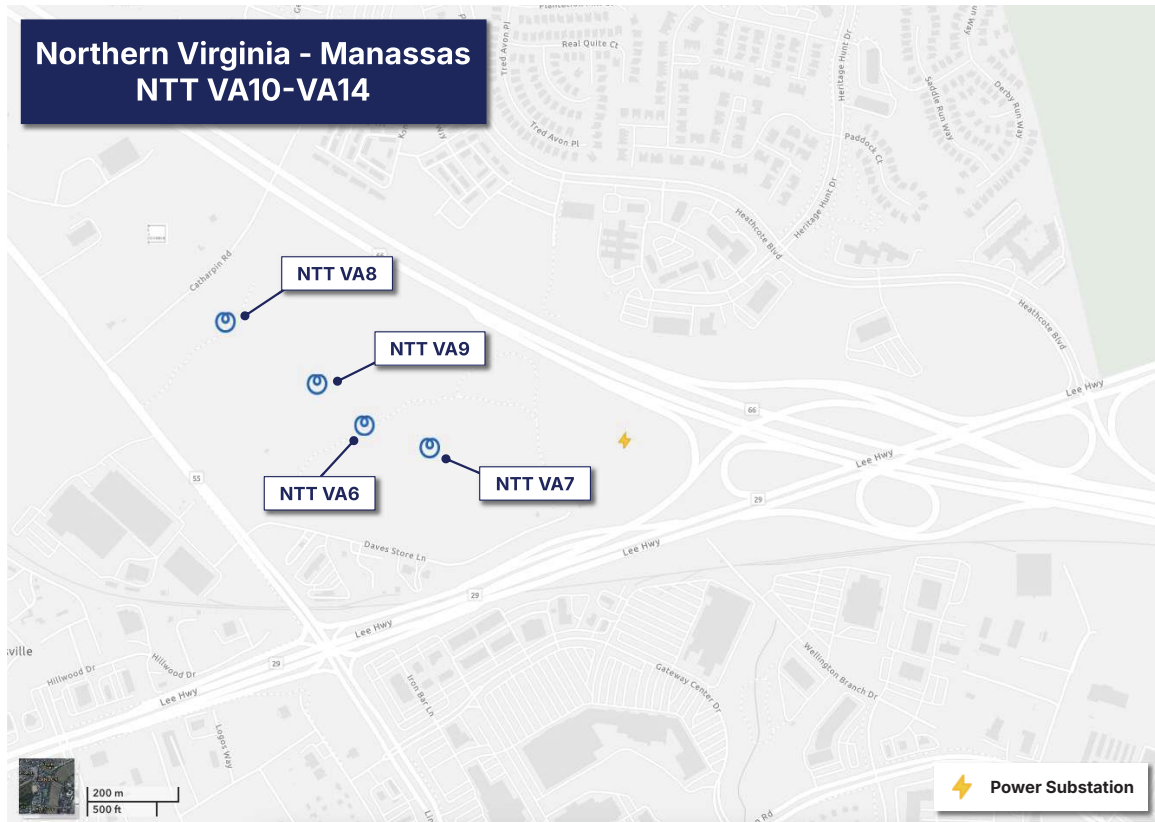 Northern Virginia - Manassas
NTT VA10-VA14
Real Quite Ct
Tred Avon Pl
Tred Avon Pl
Heritage Hunt Dr
Saddle Run Way
Derby Run Way
Paddock Ct
Heritage Hunt Dr
Heathcote Blvd
Catharpin Rd
66
NTT VA8
Heathcote Blvd
NTT VA9
Lee Hwy
66
Lee Hwy
55
NTT VA6
NTT VA7
29
Lee Hwy
Daves Store Ln
29
Lee Hwy
sville
29
Hillwood Dr
Hillwood Dr
Lee Hwy
Iron Bar Ln
Gateway Center Dr
Wellington Branch Dr
Logos Way
200 m
500 ft
Power Substation